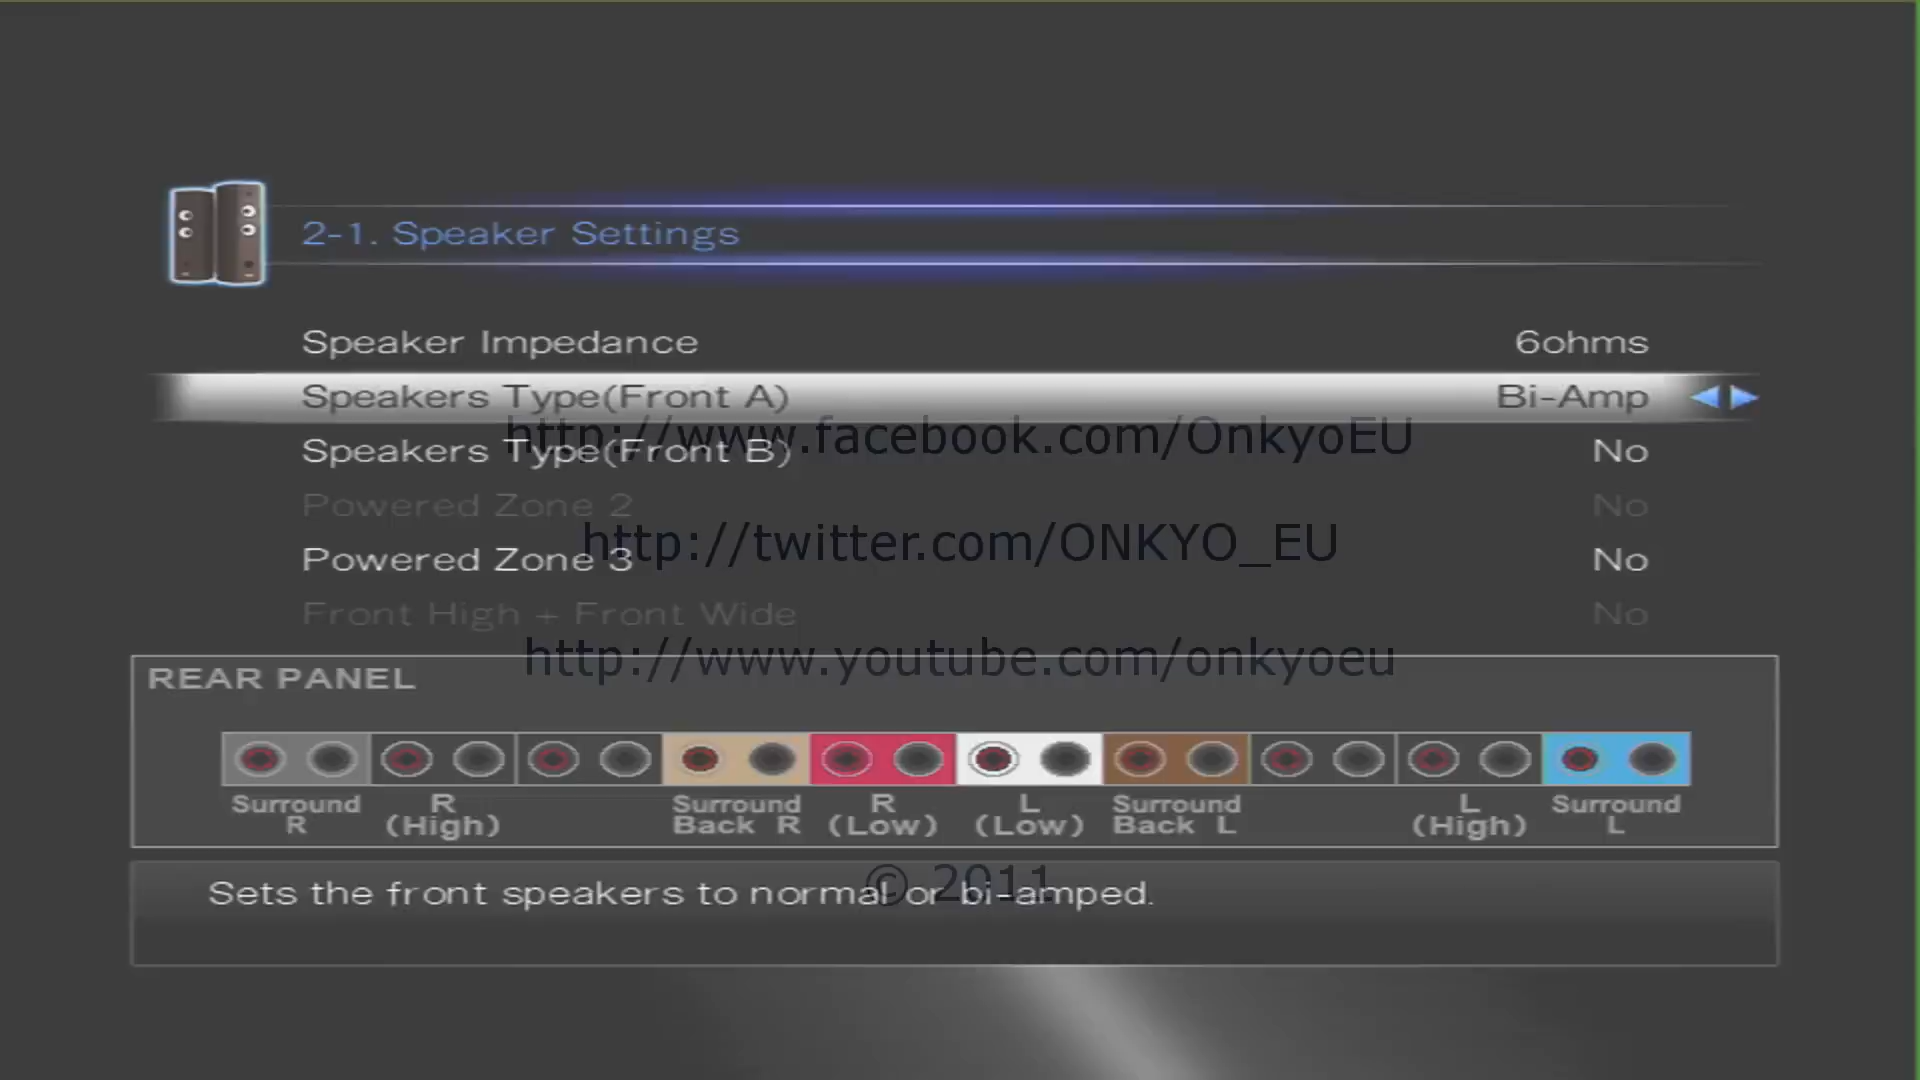 2-1. Speaker Settings
Speaker Impedance 6ohms
Speakers Type(Front A) Bi-Amp
http://www.facebook.com/OnkyoEU
Speakers Type(Front B) No
Powered Zone 2 No
http://twitter.com/ONKYO_EU
Powered Zone 3 No
Front High + Front Wide No
http://www.youtube.com/onkyoeu
REAR PANEL
Surround R
R (High)
Surround Back R
R (Low)
L (Low)
Surround Back L
L (High)
Surround L
© 2011
Sets the front speakers to normal or bi-amped.